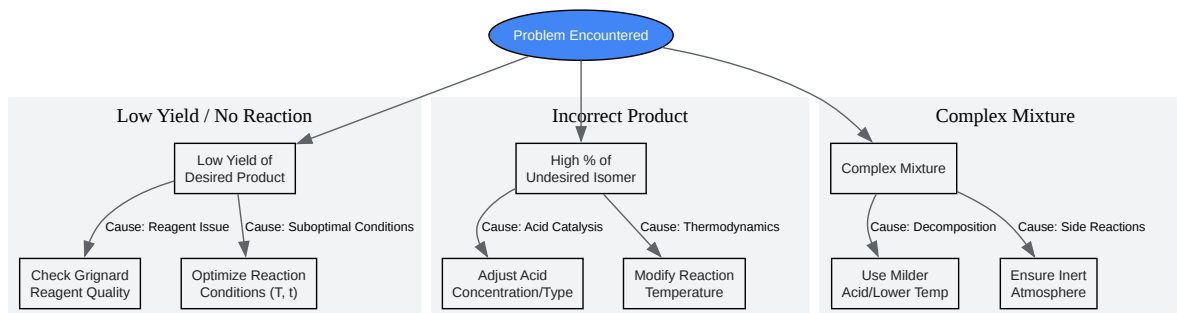 Problem Encountered
Low Yield / No Reaction
Incorrect Product
Complex Mixture
Low Yield of
Desired Product
High % of
Undesired Isomer
Complex Mixture
Cause: Reagent Issue
Cause: Suboptimal Conditions
Cause: Acid Catalysis
Cause: Thermodynamics
Cause: Decomposition
Cause: Side Reactions
Check Grignard
Reagent Quality
Optimize Reaction
Conditions (T, t)
Adjust Acid
Concentration/Type
Modify Reaction
Temperature
Use Milder
Acid/Lower Temp
Ensure Inert
Atmosphere